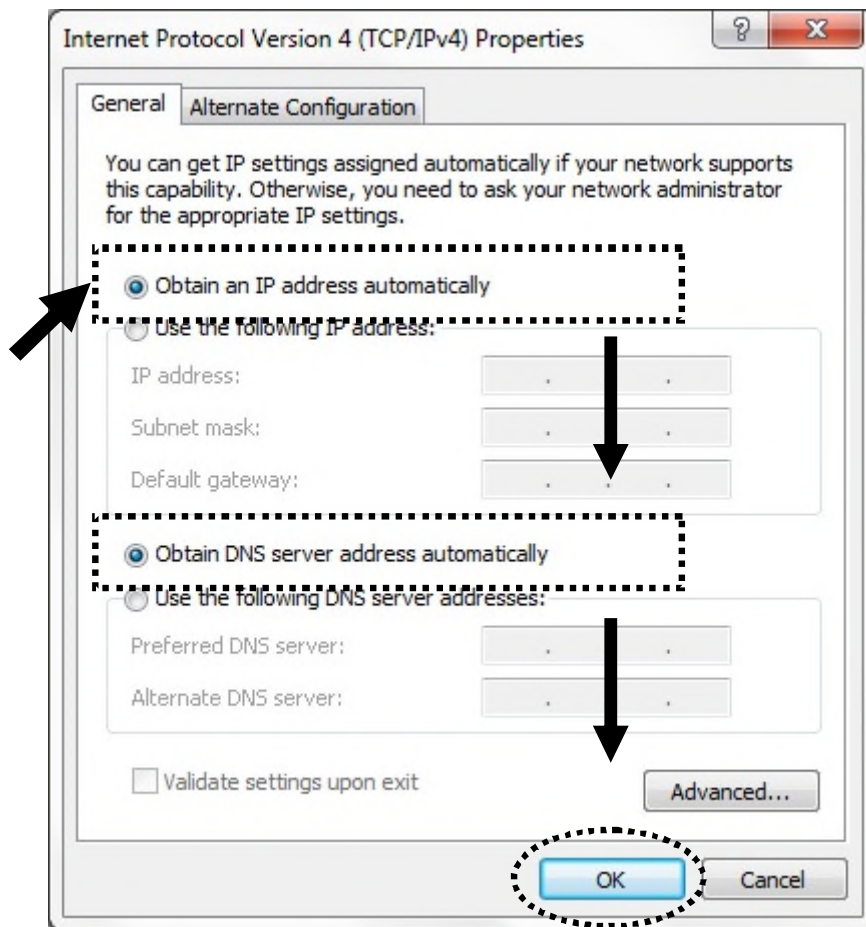 Internet Protocol Version 4 (TCP/IPv4) Properties
General Alternate Configuration
You can get IP settings assigned automatically if your network supports
this capability. Otherwise, you need to ask your network administrator
for the appropriate IP settings.
Obtain an IP address automatically
Use the following IP address:
IP address:
Subnet mask:
Default gateway:
Obtain DNS server address automatically
Use the following DNS server addresses:
Preferred DNS server:
Alternate DNS server:
Validate settings upon exit
Advanced...
OK Cancel